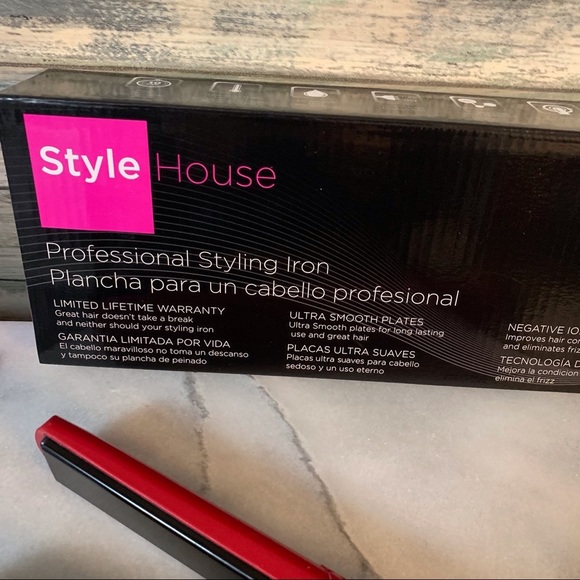 Style House
Professional Styling Iron
Plancha para un cabello profesional
LIMITED LIFETIME WARRANTY
Great hair doesn't take a break
and neither should your styling iron
GARANTIA LIMITADA POR VIDA
El cabello maravilloso no toma un descanso
y tampoco su plancha de peinado
ULTRA SMOOTH PLATES
Ultra Smooth plates for long lasting
use and great hair
PLACAS ULTRA SUAVES
Placas ultra suaves para cabello
sedoso y un uso eterno
NEGATIVE
Improves hair
and eliminates
TECNOLOGÍA
Mejora la condicion
elimina el frizz